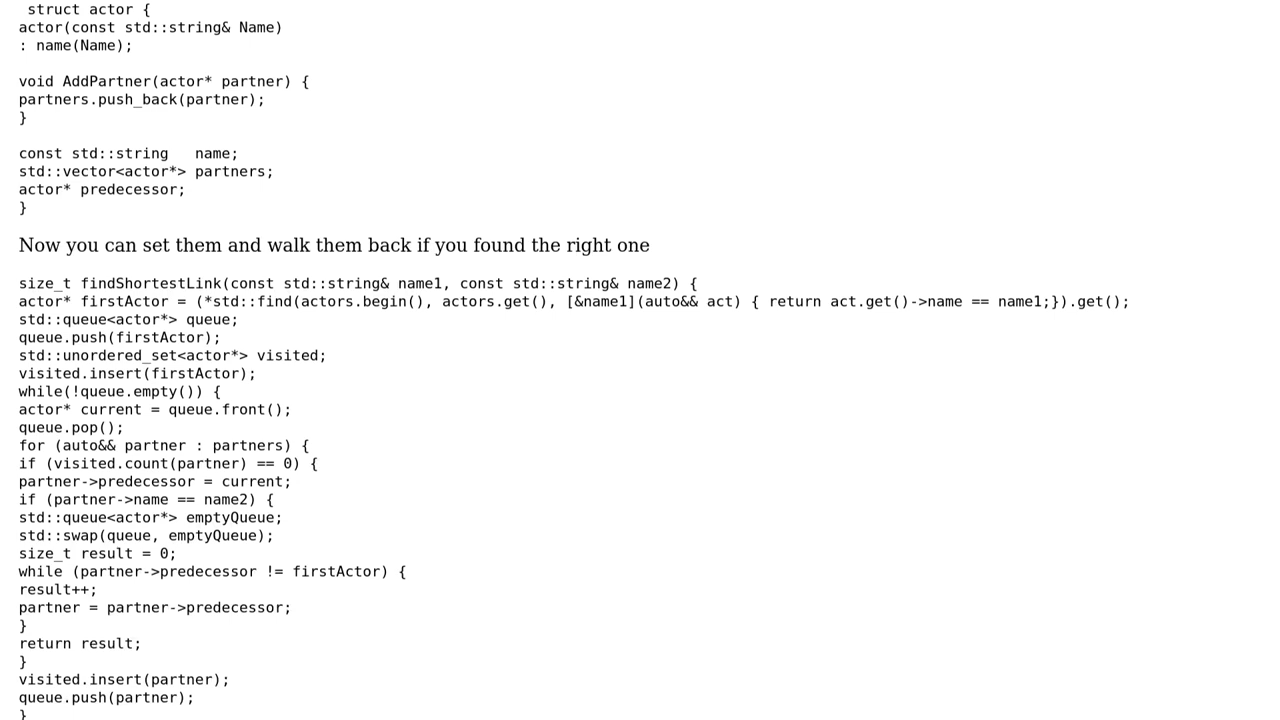 struct actor {
actor(const std::string& Name)
: name(Name);
void AddPartner(actor* partner) {
partners.push_back(partner);
}
const std::string   name;
std::vector<actor*> partners;
actor* predecessor;
}
Now you can set them and walk them back if you found the right one
size_t findShortestLink(const std::string& name1, const std::string& name2) {
actor* firstActor = (*std::find(actors.begin(), actors.get(), [&name1](auto&& act) { return act.get()->name == name1;}).get();
std::queue<actor*> queue;
queue.push(firstActor);
std::unordered_set<actor*> visited;
visited.insert(firstActor);
while(!queue.empty()) {
actor* current = queue.front();
queue.pop();
for (auto&& partner : partners) {
if (visited.count(partner) == 0) {
partner->predecessor = current;
if (partner->name == name2) {
std::queue<actor*> emptyQueue;
std::swap(queue, emptyQueue);
size_t result = 0;
while (partner->predecessor != firstActor) {
result++;
partner = partner->predecessor;
}
return result;
}
visited.insert(partner);
queue.push(partner);
}